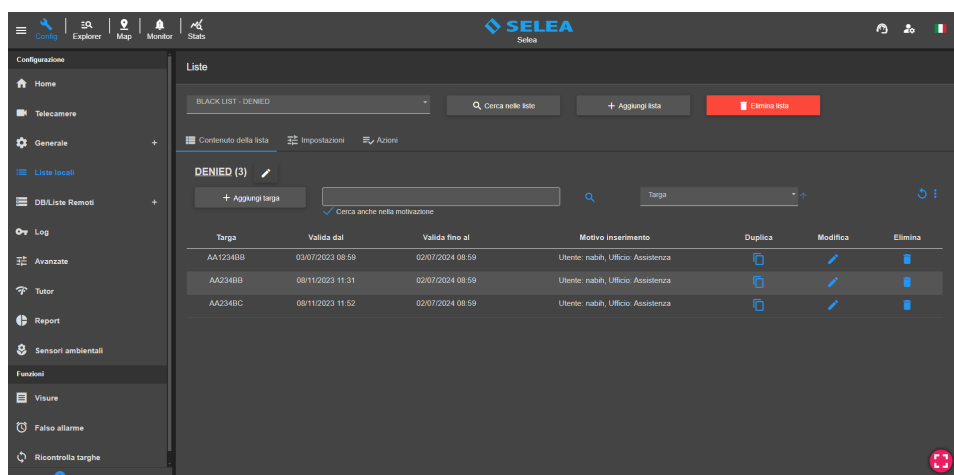 Config
Explorer
Map
Monitor
Stats
SELEA
Selea
Configurazione
Home
Telecamere
Generale +
Liste locali
DB/Liste Remoti +
Log
Avanzate
Tutor
Report
Sensori ambientali
Funzioni
Visure
Falso allarme
Ricontrolla targhe
Liste
BLACK LIST - DENIED
Cerca nelle liste
+ Aggiungi lista
Elimina lista
Contenuto della lista Impostazioni Azioni
DENIED (3)
+ Aggiungi targa
Targa
Cerca anche nella motivazione
Targa Valida dal Valida fino al Motivo inserimento Duplica Modifica Elimina
AA1234BB 03/07/2023 08:59 02/07/2024 08:59 Utente: nabih, Ufficio: Assistenza
AA234BB 08/11/2023 11:31 02/07/2024 08:59 Utente: nabih, Ufficio: Assistenza
AA234BC 08/11/2023 11:52 02/07/2024 08:59 Utente: nabih, Ufficio: Assistenza